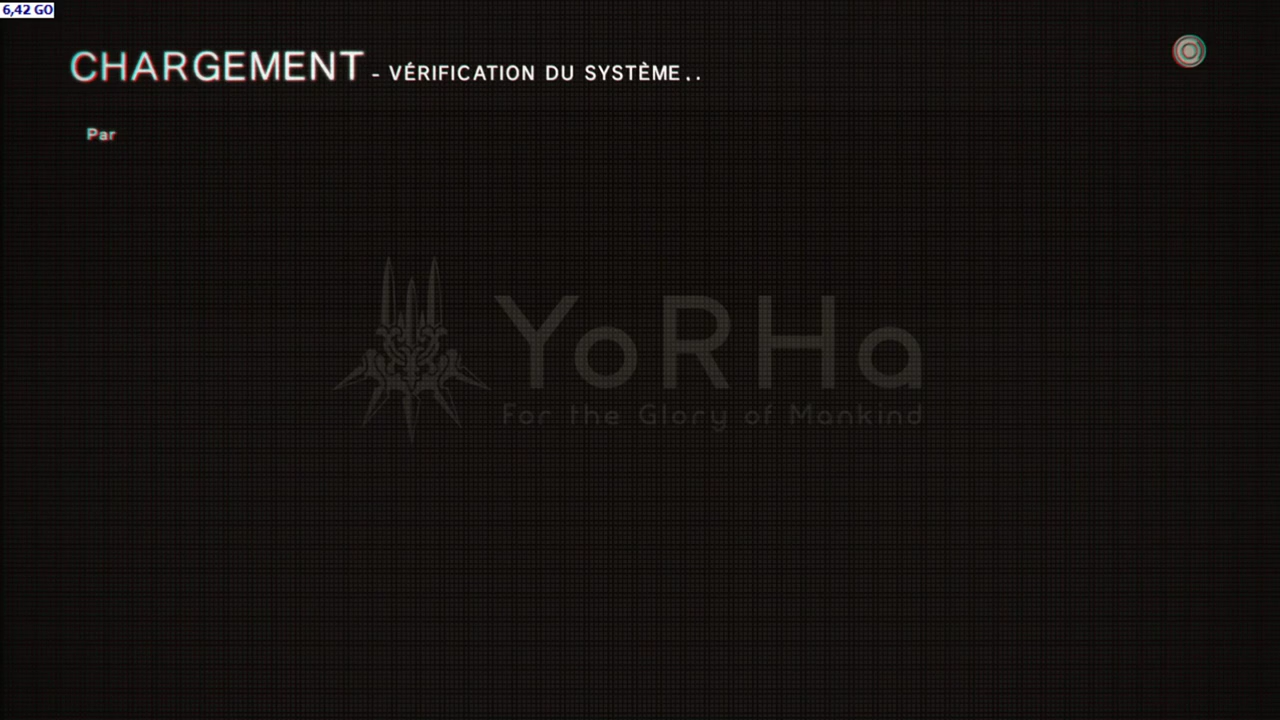 6,42 GO
CHARGEMENT - VÉRIFICATION DU SYSTÈME..
Par
YoRHa
For the Glory of Mankind